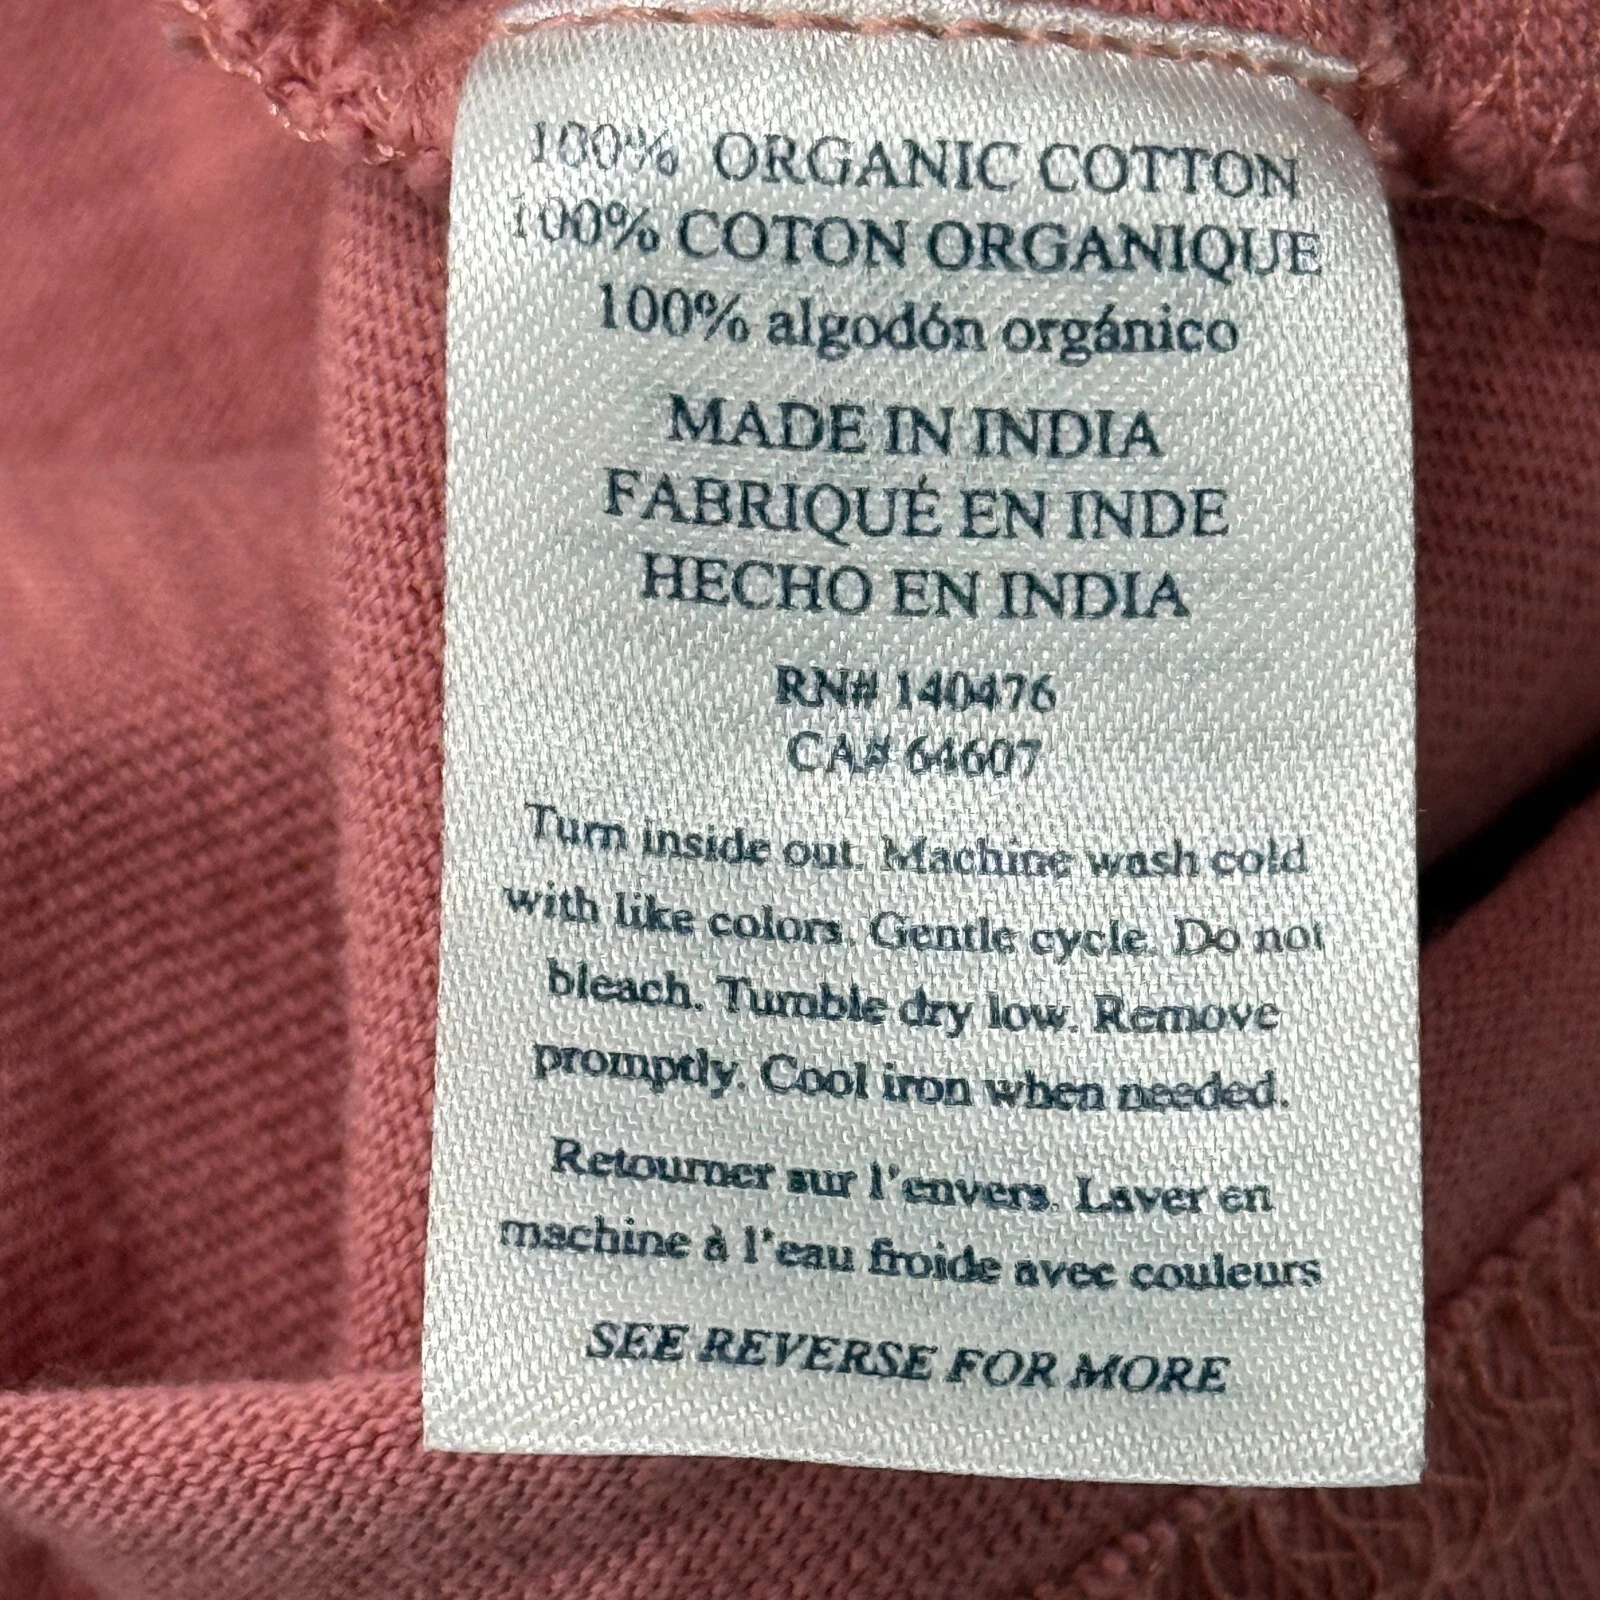 100% ORGANIC COTTON
100% COTON ORGANIQUE
100% algodón orgánico
MADE IN INDIA
FABRIQUÉ EN INDE
HECHO EN INDIA
RN# 140476
CA# 64607
Turn inside out. Machine wash cold
with like colors. Gentle cycle. Do not
bleach. Tumble dry low. Remove
promptly. Cool iron when needed.
Retourner sur l'envers. Laver en
machine à l'eau froide avec couleurs
SEE REVERSE FOR MORE